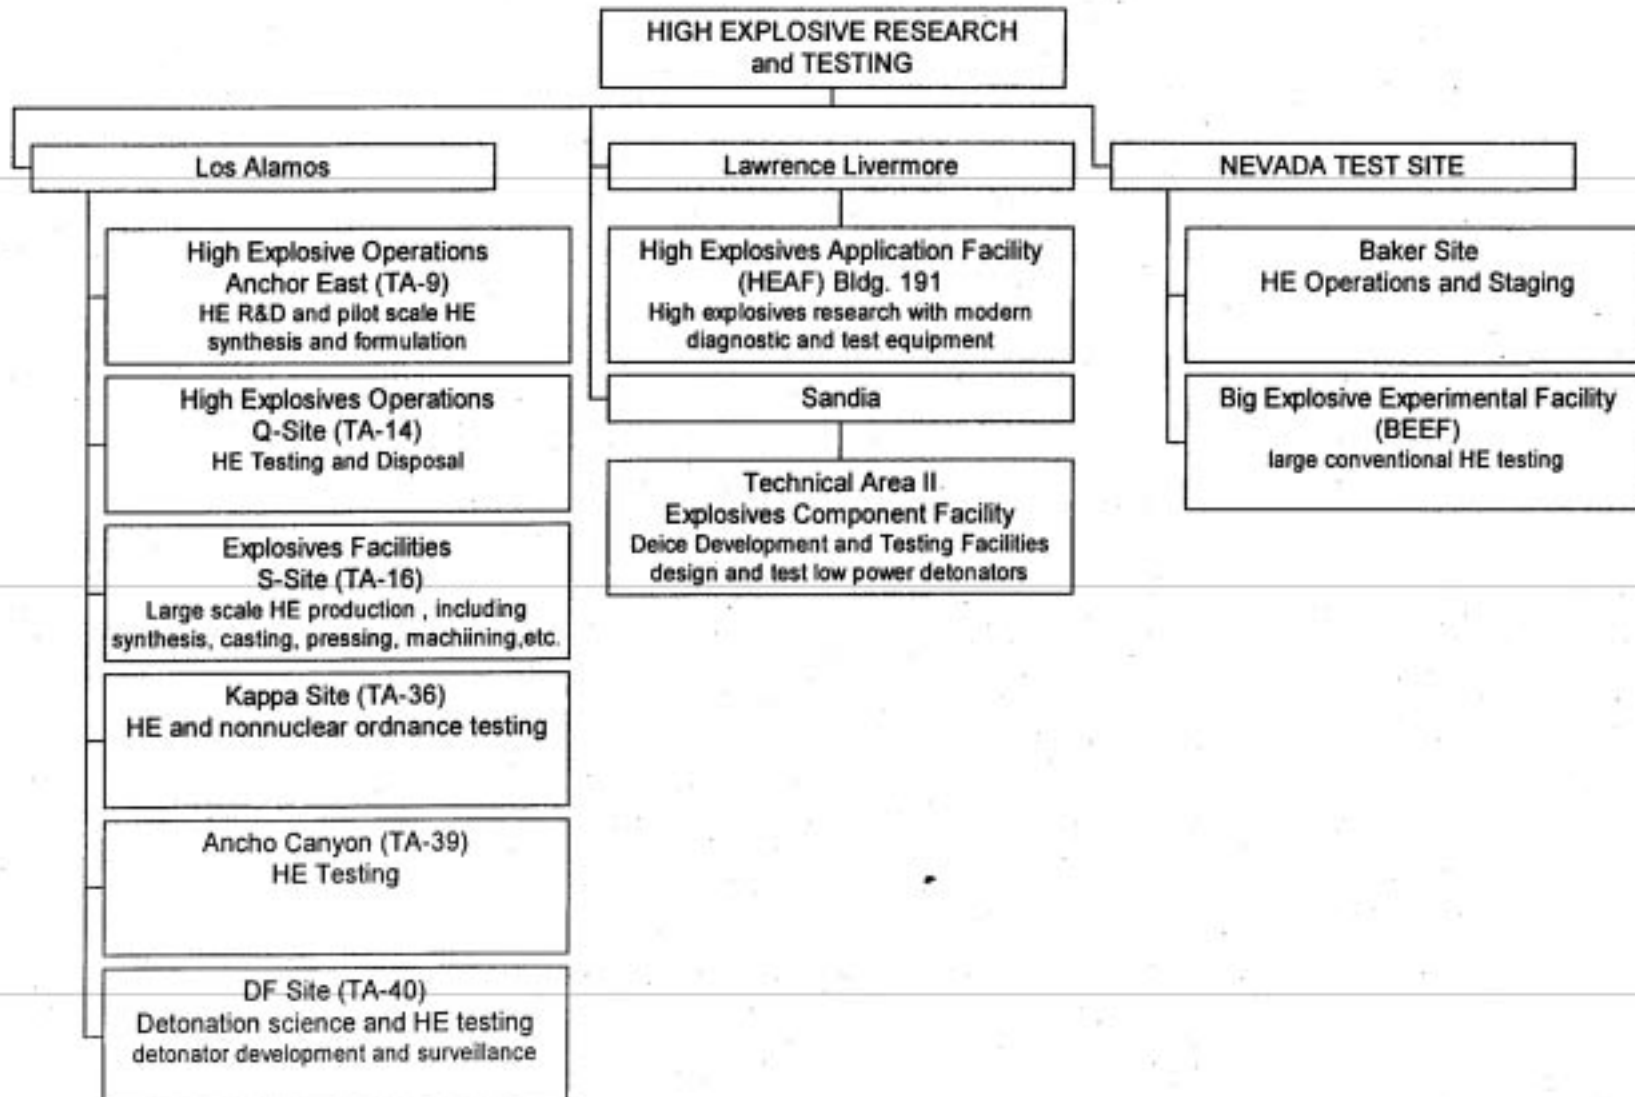 HIGH EXPLOSIVE RESEARCH
and TESTING
Los Alamos
High Explosive Operations
Anchor East (TA-9)
HE R&D and pilot scale HE
synthesis and formulation
High Explosives Operations
Q-Site (TA-14)
HE Testing and Disposal
Explosives Facilities
S-Site (TA-16)
Large scale HE production , including
synthesis, casting, pressing, machiining,etc.
Kappa Site (TA-36)
HE and nonnuclear ordnance testing
Ancho Canyon (TA-39)
HE Testing
DF Site (TA-40)
Detonation science and HE testing
detonator development and surveillance
Lawrence Livermore
High Explosives Application Facility
(HEAF) Bldg. 191
High explosives research with modern
diagnostic and test equipment
Sandia
Technical Area II
Explosives Component Facility
Deice Development and Testing Facilities
design and test low power detonators
NEVADA TEST SITE
Baker Site
HE Operations and Staging
Big Explosive Experimental Facility
(BEEF)
large conventional HE testing